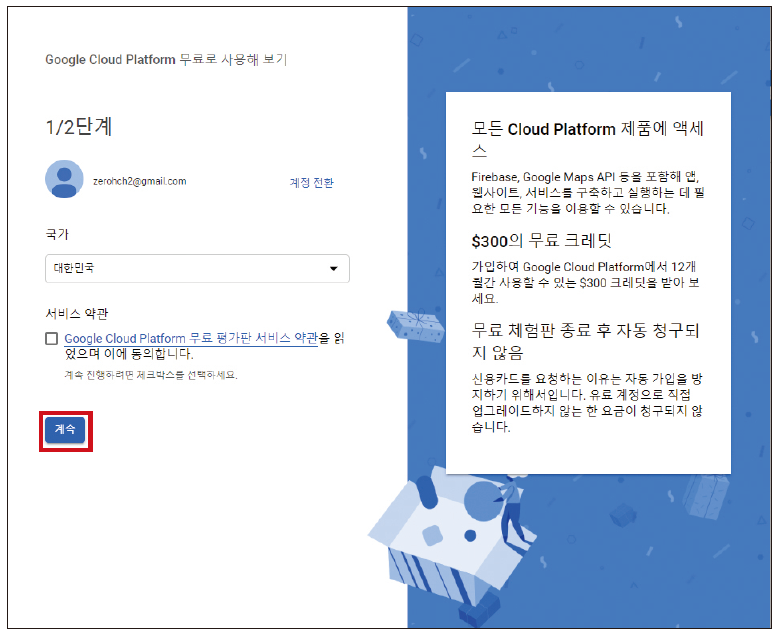 Google Cloud Platform 무료로 사용해 보기
1/2단계
zerohch2@gmail.com
계정 전환
국가
대한민국
서비스 약관
Google Cloud Platform 무료 평가판 서비스 약관을 읽
었으며 이에 동의합니다.
계속 진행하려면 체크박스를 선택하세요.
계속
모든 Cloud Platform 제품에 액세
스
Firebase, Google Maps API 등을 포함해 앱,
웹사이트, 서비스를 구축하고 실행하는 데 필
요한 모든 기능을 이용할 수 있습니다.
$300의 무료 크레딧
가입하여 Google Cloud Platform에서 12개
월간 사용할 수 있는 $300 크레딧을 받아 보
세요.
무료 체험판 종료 후 자동 청구되
지 않음
신용카드를 요청하는 이유는 자동 가입을 방
지하기 위해서입니다. 유료 계정으로 직접
업그레이드하지 않는 한 요금이 청구되지 않
습니다.